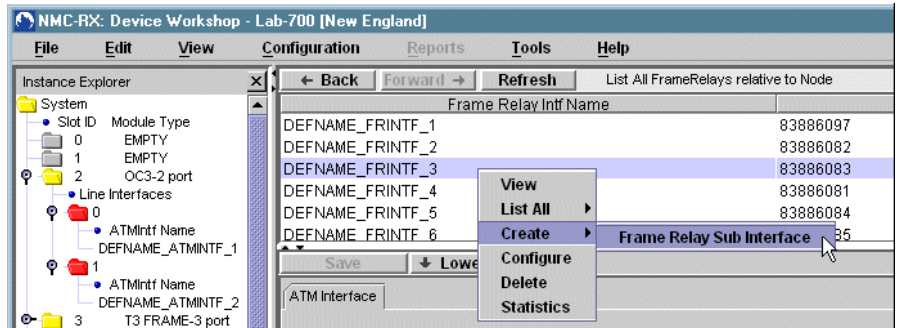 NMC-RX: Device Workshop - Lab-700 [New England]
File Edit View Configuration Reports Tools Help
Instance Explorer x
← Back Forward → Refresh List All FrameRelays relative to Node
System
Slot ID Module Type
0 EMPTY
1 EMPTY
2 OC3-2 port
Line Interfaces
0
ATMIntf Name
DEFNAME_ATMINTF_1
1
ATMIntf Name
DEFNAME_ATMINTF_2
3 T3 FRAME-3 port
Frame Relay Intf Name
DEFNAME_FRINTF_1 83886097
DEFNAME_FRINTF_2 83886082
DEFNAME_FRINTF_3 83886083
DEFNAME_FRINTF_4 83886081
DEFNAME_FRINTF_5 83886084
DEFNAME_FRINTF_6 85
View
List All
Create
Configure
Delete
Statistics
Frame Relay Sub Interface
Save Lowe
ATM Interface